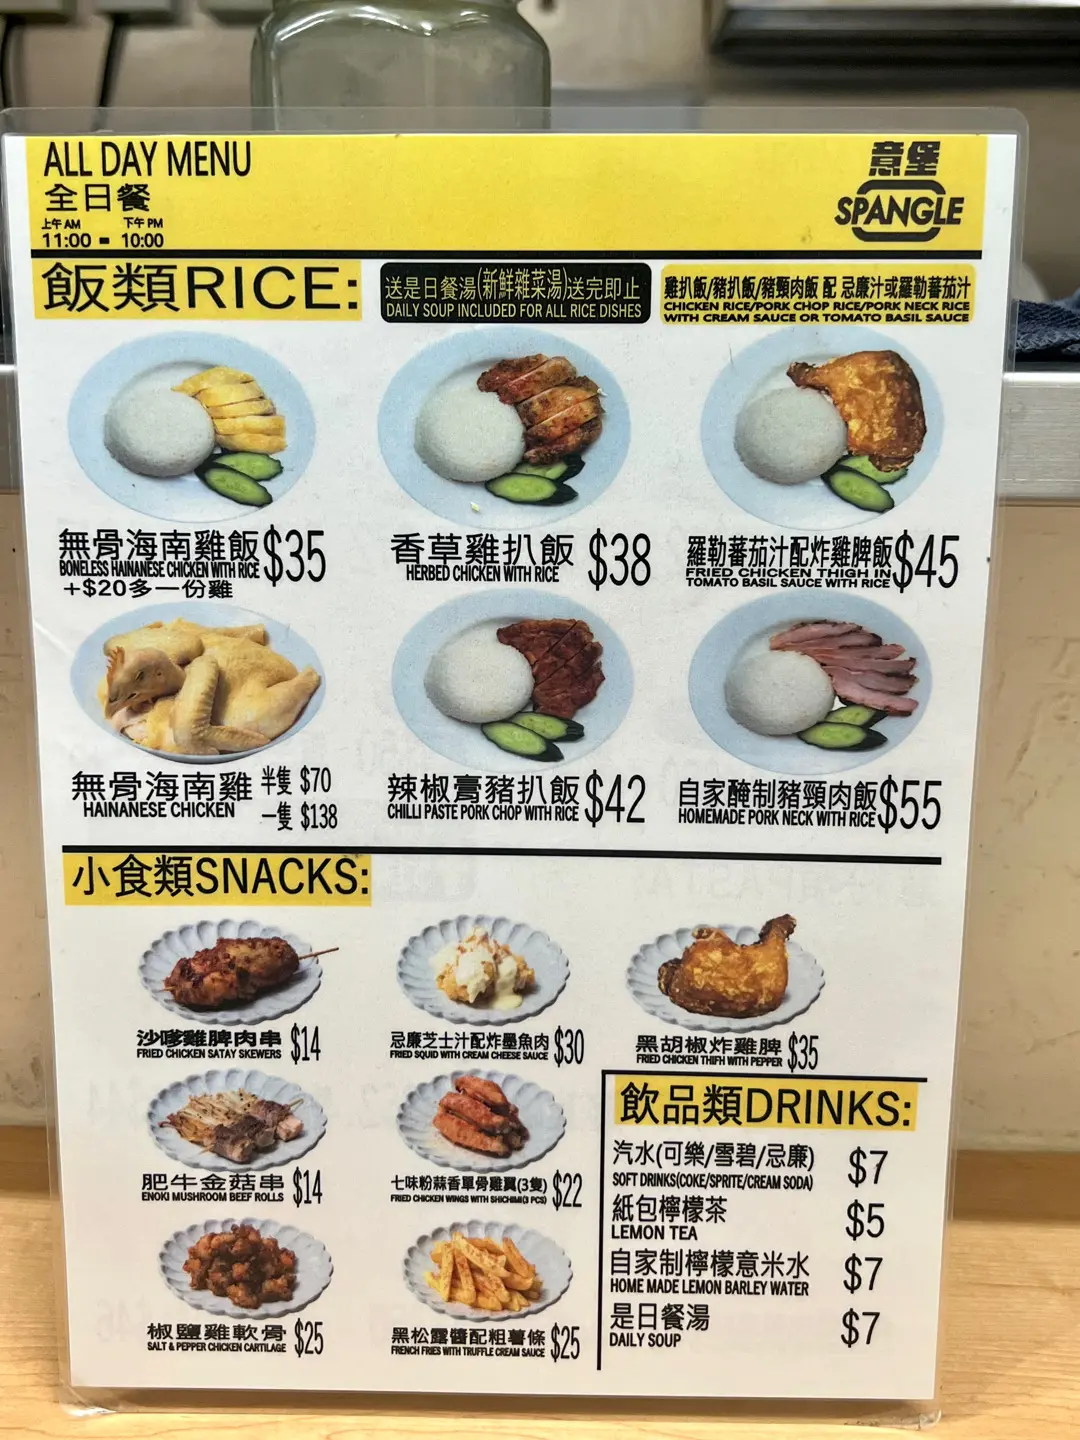 ALL DAY MENU
全日餐
上午 AM 下午 PM
11:00 - 10:00
意堡
SPANGLE
飯類RICE:
送是日餐湯(新鮮雜菜湯)送完即止
DAILY SOUP INCLUDED FOR ALL RICE DISHES
雞扒飯/豬扒飯/豬頸肉飯 配 忌廉汁或羅勒蕃茄汁
CHICKEN RICE/PORK CHOP RICE/PORK NECK RICE
WITH CREAM SAUCE OR TOMATO BASIL SAUCE
無骨海南雞飯 $35
BONELESS HAINANESE CHICKEN WITH RICE
+$20多一份雞
香草雞扒飯 $38
HERBED CHICKEN WITH RICE
羅勒蕃茄汁配炸雞脾飯 $45
FRIED CHICKEN THIGH IN
TOMATO BASIL SAUCE WITH RICE
無骨海南雞 半隻 $70
HAINANESE CHICKEN 一隻 $138
辣椒膏豬扒飯 $42
CHILLI PASTE PORK CHOP WITH RICE
自家醃制豬頸肉飯 $55
HOMEMADE PORK NECK WITH RICE
小食類SNACKS:
沙嗲雞脾肉串 $14
FRIED CHICKEN SATAY SKEWERS
忌廉芝士汁配炸墨魚肉 $30
FRIED SQUID WITH CREAM CHEESE SAUCE
黑胡椒炸雞脾 $35
FRIED CHICKEN THIFH WITH PEPPER
肥牛金菇串 $14
ENOKI MUSHROOM BEEF ROLLS
七味粉蒜香單骨雞翼(3隻) $22
FRIED CHICKEN WINGS WITH SHICHIMI(3 PCS)
椒鹽雞軟骨 $25
SALT & PEPPER CHICKEN CARTILAGE
黑松露醬配粗薯條 $25
FRENCH FRIES WITH TRUFFLE CREAM SAUCE
飲品類DRINKS:
汽水(可樂/雪碧/忌廉) $7
SOFT DRINKS(COKE/SPRITE/CREAM SODA)
紙包檸檬茶 $5
LEMON TEA
自家制檸檬意米水 $7
HOME MADE LEMON BARLEY WATER
是日餐湯 $7
DAILY SOUP